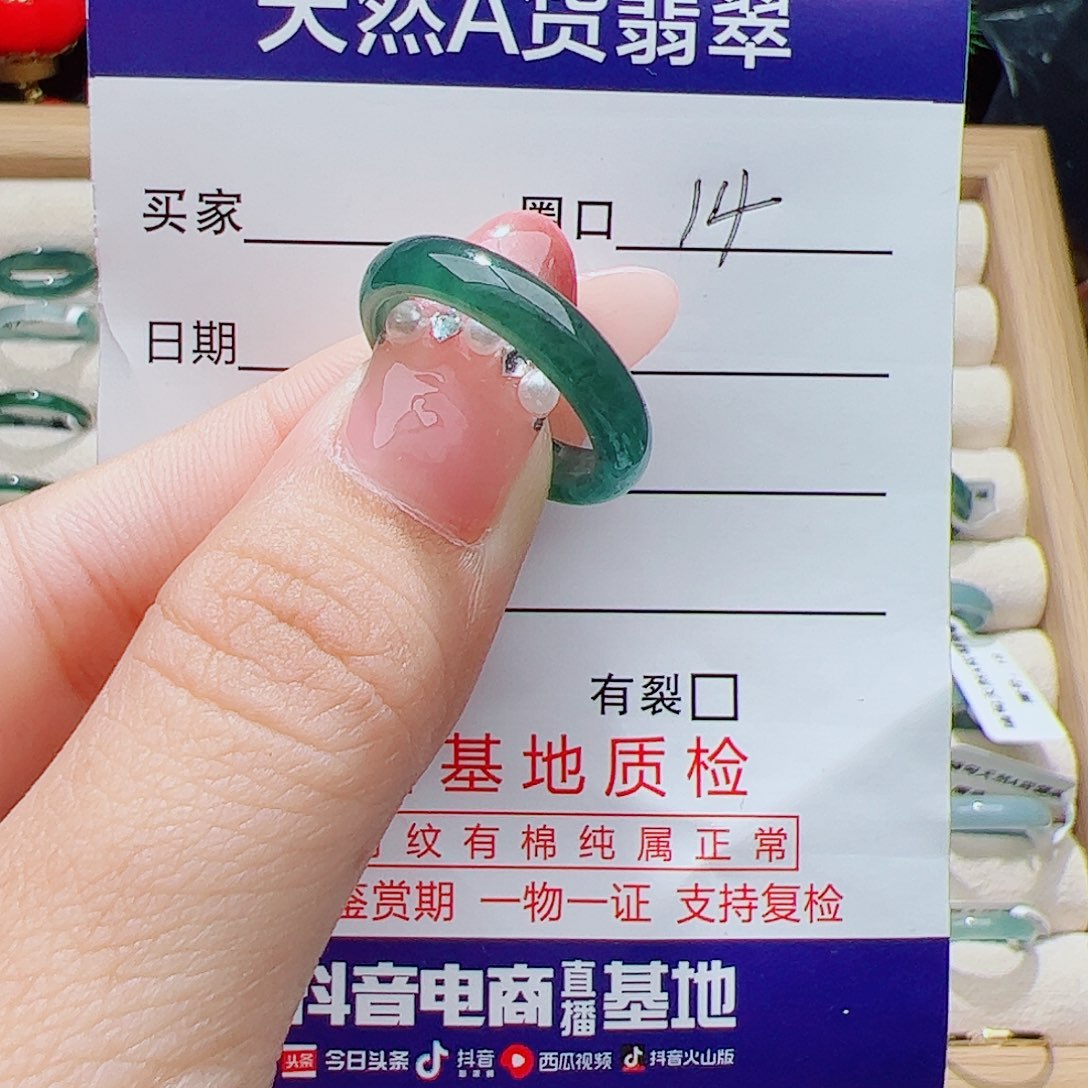 天然A货翡翠
买家 圈口 14
日期
有裂
基地质检
纹有棉纯属正常
鉴赏期 一物一证 支持复检
抖音电商直播基地
头条 今日头条 抖音 西瓜视频 抖音火山版